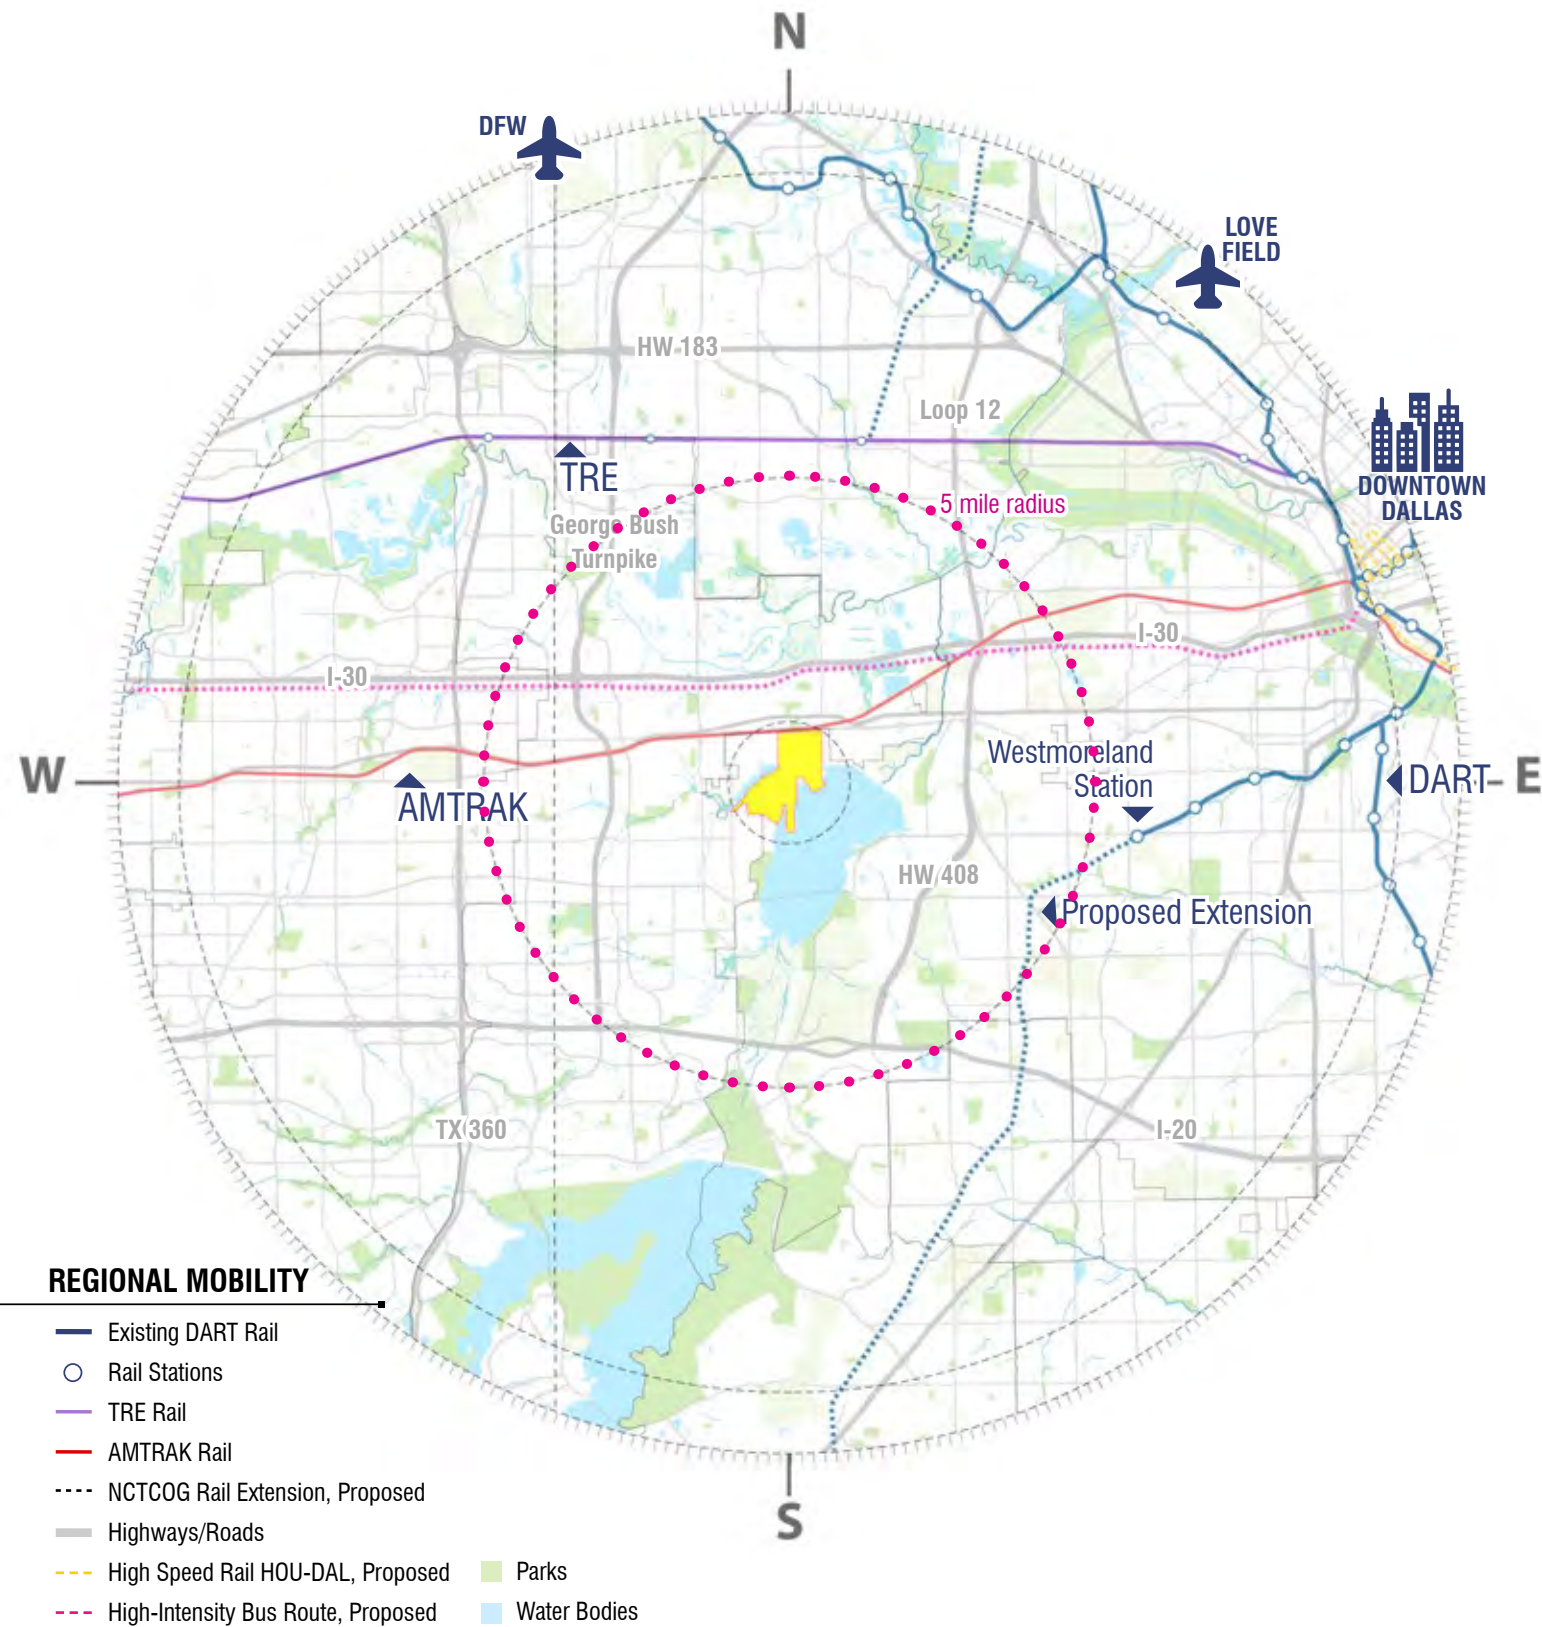 N
DFW
LOVE
FIELD
HW 183
Loop 12
DOWNTOWN
DALLAS
TRE
5 mile radius
George Bush
Turnpike
I-30
I-30
W
Westmoreland
Station
DART
E
AMTRAK
HW 408
Proposed Extension
TX 360
I-20
S
REGIONAL MOBILITY
Existing DART Rail
Rail Stations
TRE Rail
AMTRAK Rail
NCTCOG Rail Extension, Proposed
Highways/Roads
High Speed Rail HOU-DAL, Proposed
High-Intensity Bus Route, Proposed
Parks
Water Bodies